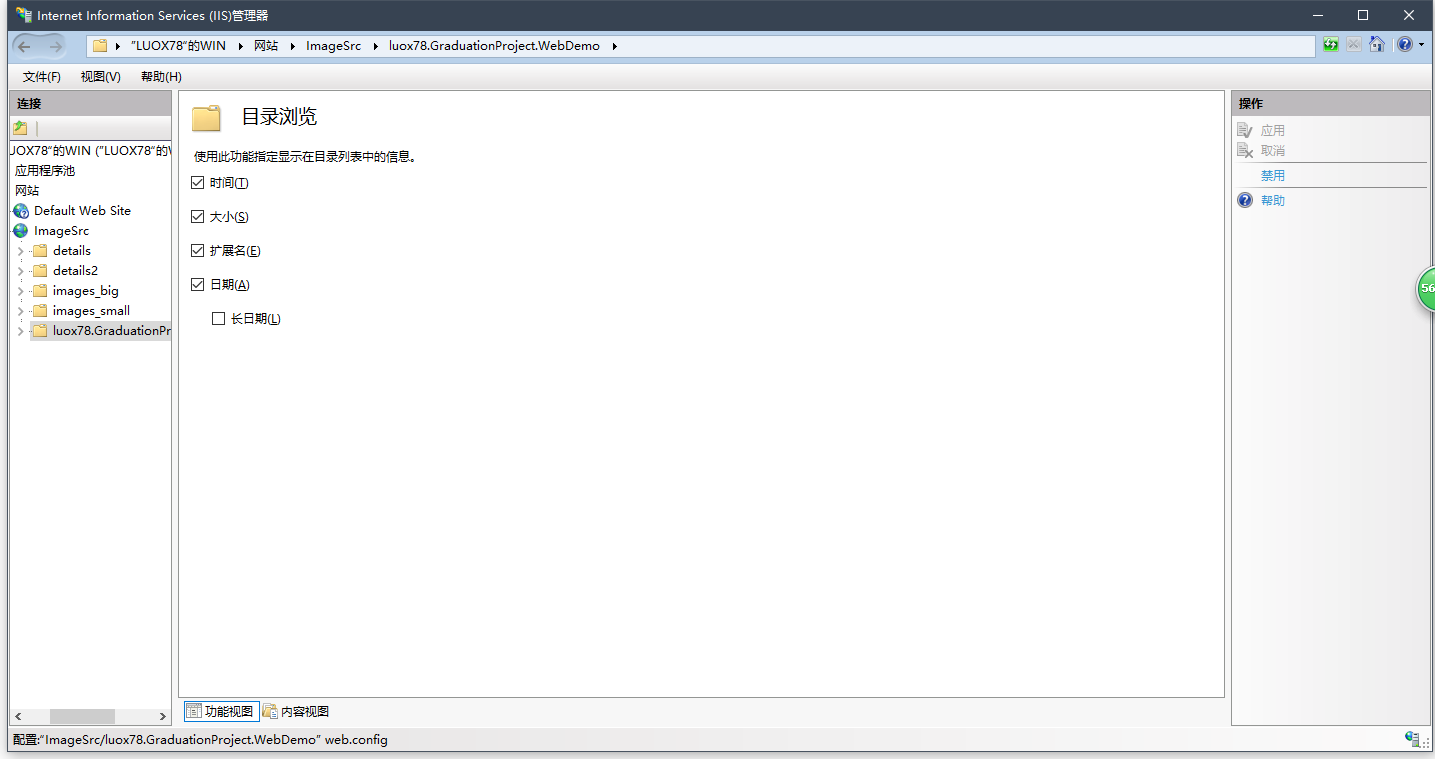 Internet Information Services (IIS)管理器
"LUOX78"的WIN 网站 ImageSrc luox78.GraduationProject.WebDemo
文件(F) 视图(V) 帮助(H)
连接
UOX78"的WIN ("LUOX78"的W
应用程序池
网站
Default Web Site
ImageSrc
details
details2
images_big
images_small
luox78.GraduationPr
目录浏览
使用此功能指定显示在目录列表中的信息。
时间(T)
大小(S)
扩展名(E)
日期(A)
长日期(L)
功能视图 内容视图
操作
应用
取消
禁用
帮助
56
配置:"ImageSrc/luox78.GraduationProject.WebDemo" web.config